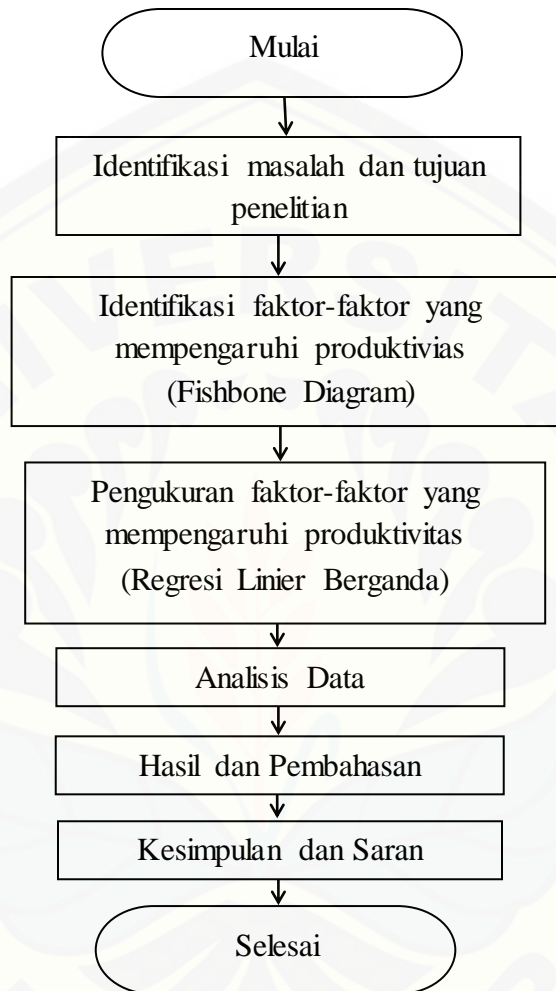 Mulai
Identifikasi masalah dan tujuan
penelitian
Identifikasi faktor-faktor yang
mempengaruhi produktivias
(Fishbone Diagram)
Pengukuran faktor-faktor yang
mempengaruhi produktivitas
(Regresi Linier Berganda)
Analisis Data
Hasil dan Pembahasan
Kesimpulan dan Saran
Selesai